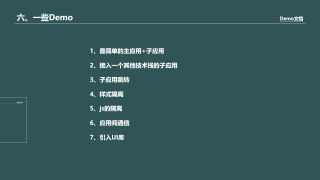 六、一些Demo
Demo文档
1、最简单的主应用+子应用
2、接入一个其他技术栈的子应用
3、子应用跳转
4、样式隔离
5、js的隔离
6、应用间通信
7、引入UI库